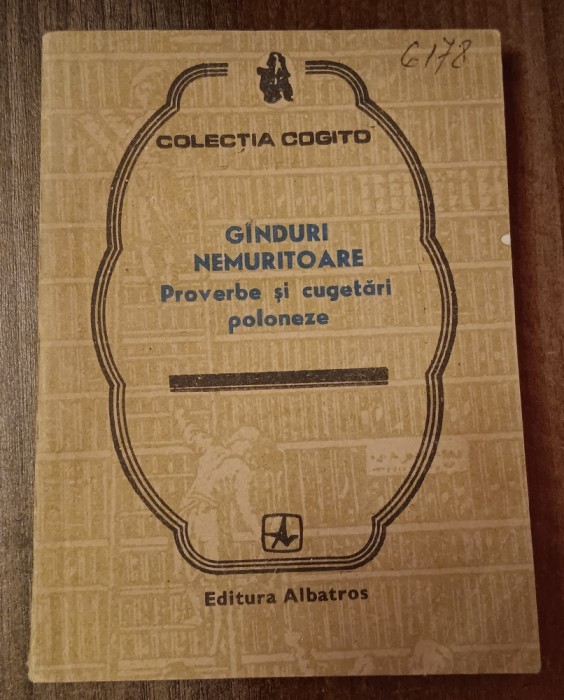 6178
COLECȚIA COGITO
GÎNDURI
NEMURITOARE
Proverbe și cugetări
poloneze
Editura Albatros